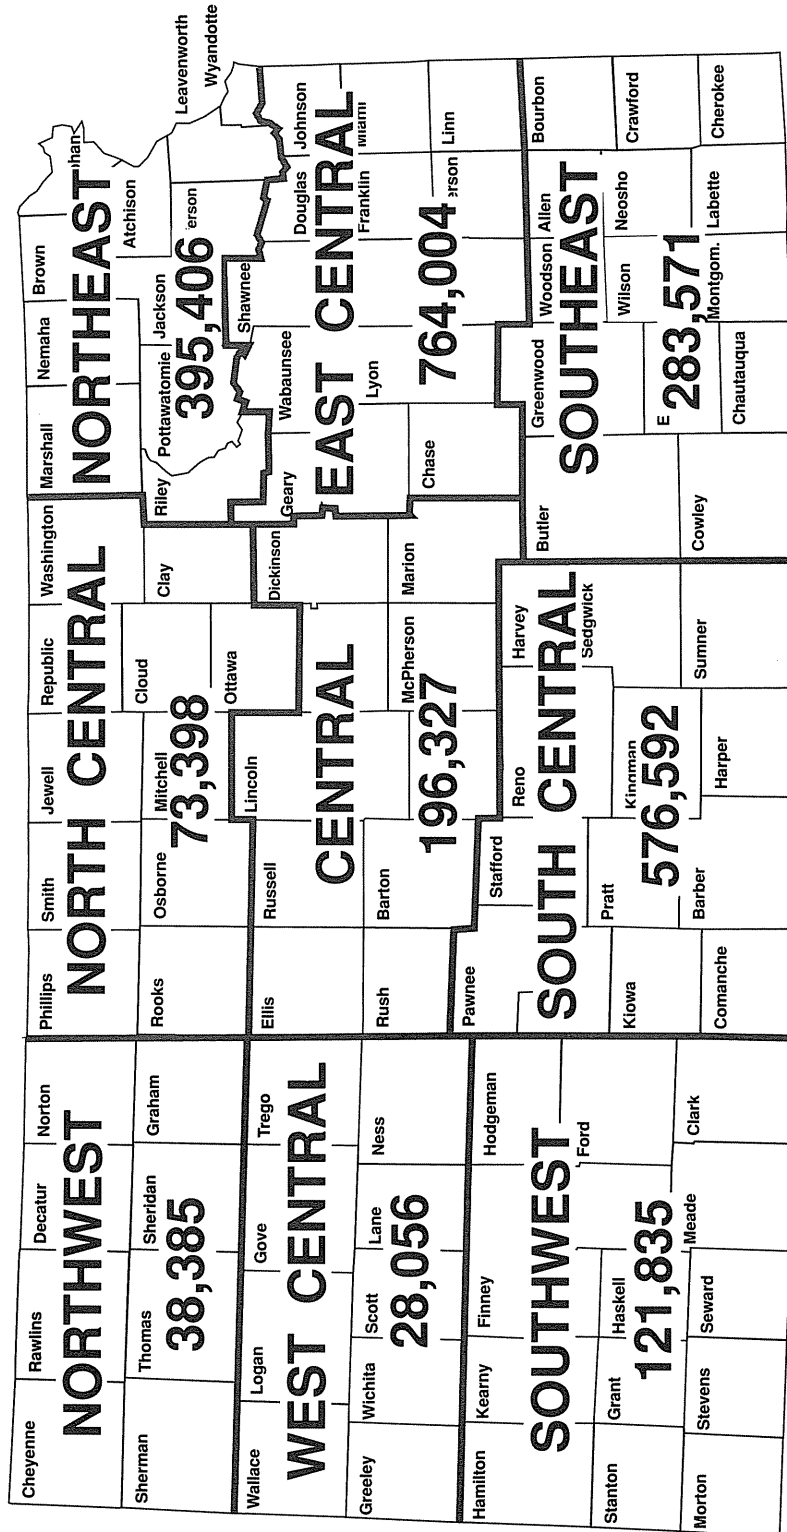 Cheyenne
Rawlins
Decatur
Norton
NORTHWEST
Sherman
Thomas
Sheridan
Graham
38,385
Wallace
Logan
Gove
Trego
WEST CENTRAL
Greeley
Wichita
Scott
Lane
Ness
28,056
Hamilton
Kearny
Finney
Hodgeman
SOUTHWEST
Ford
Stanton
Grant
Haskell
121,835
Meade
Clark
Morton
Stevens
Seward
Phillips
Smith
Jewell
Republic
Washington
NORTH CENTRAL
Rooks
Osborne
Mitchell
Cloud
Clay
73,398
Ottawa
Ellis
Russell
Lincoln
Dickinson
CENTRAL
Rush
Barton
McPherson
Marion
196,327
Pawnee
Stafford
Reno
Harvey
SOUTH CENTRAL
Sedgwick
Kiowa
Pratt
Kingman
576,592
Comanche
Barber
Harper
Sumner
Marshall
Nemaha
Brown
han
NORTHEAST
Atchison
Leavenworth
Wyandotte
Riley
Pottawatomie
Jackson
erson
395,406
Geary
Wabaunsee
Shawnee
Douglas
Johnson
EAST CENTRAL
Lyon
Franklin
Miami
Chase
764,004
erson
Linn
Butler
Greenwood
Woodson
Allen
Bourbon
SOUTHEAST
Wilson
Neosho
Crawford
E
283,571
Cowley
Chautauqua
Montgom.
Labette
Cherokee